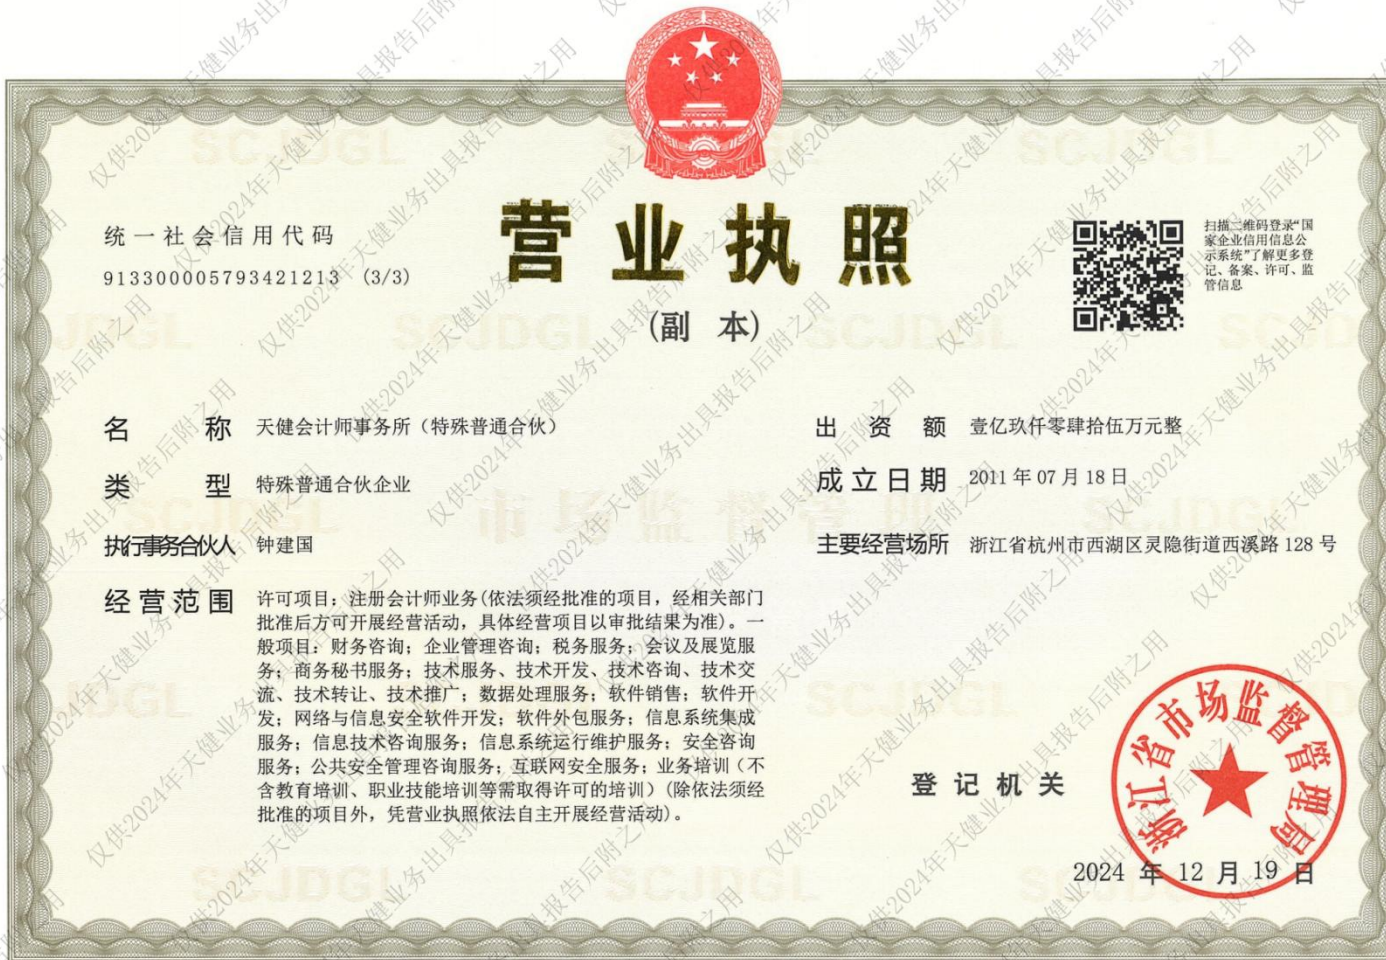 营业执照
(副 本)
统一社会信用代码
913300005793421213 (3/3)
扫描二维码登录“国
家企业信用信息公
示系统”了解更多登
记、备案、许可、监
管信息
名 称 天健会计师事务所（特殊普通合伙）
类 型 特殊普通合伙企业
执行事务合伙人 钟建国
经营范围 许可项目：注册会计师业务(依法须经批准的项目，经相关部门
批准后方可开展经营活动，具体经营项目以审批结果为准)。一
般项目：财务咨询；企业管理咨询；税务服务；会议及展览服
务；商务秘书服务；技术服务、技术开发、技术咨询、技术交
流、技术转让、技术推广；数据处理服务；软件销售；软件开
发；网络与信息安全软件开发；软件外包服务；信息系统集成
服务；信息技术咨询服务；信息系统运行维护服务；安全咨询
服务；公共安全管理咨询服务；互联网安全服务；业务培训（不
含教育培训、职业技能培训等需取得许可的培训）(除依法须经
批准的项目外，凭营业执照依法自主开展经营活动)。
出 资 额 壹亿玖仟零肆拾伍万元整
成立日期 2011 年 07 月 18 日
主要经营场所 浙江省杭州市西湖区灵隐街道西溪路 128 号
登记机关
浙江省市场监督管理局
2024 年 12 月 19 日
仅供2024年天健业务出具报告后附之用
SCJDGL
市场监督管理